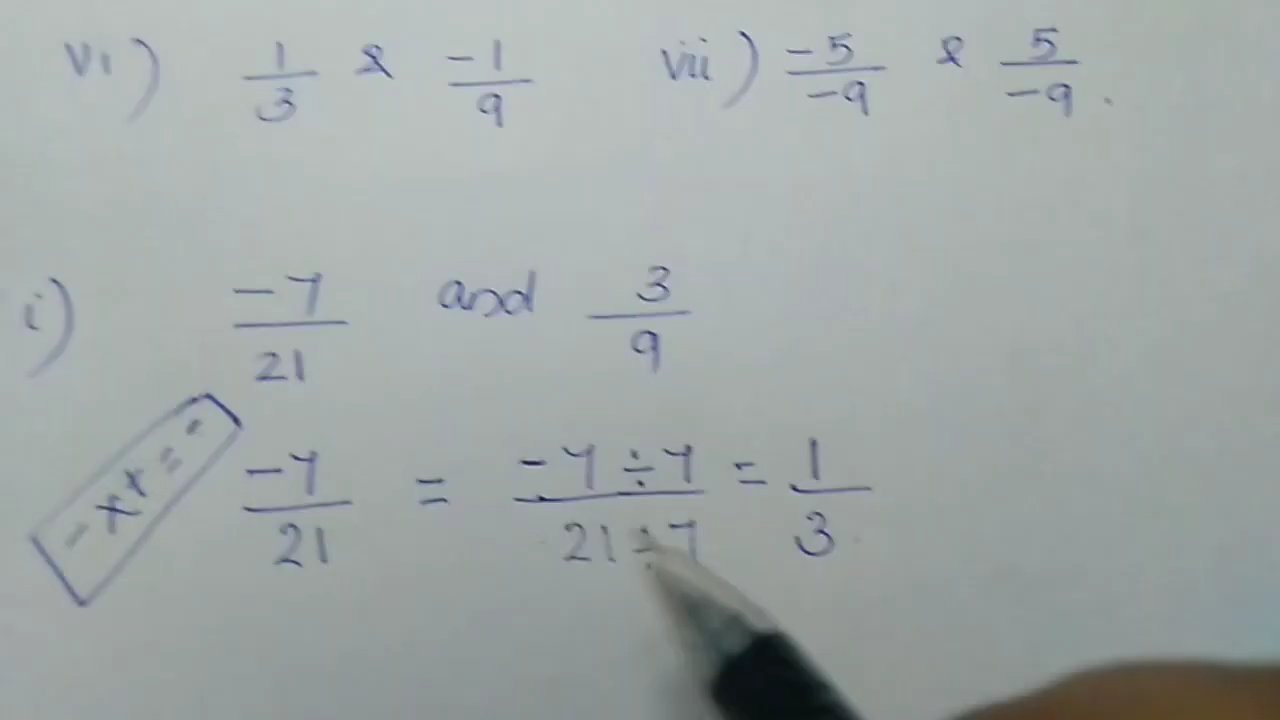 vi) 1/3 & -1/9 vii) -5/-9 & 5/-9.
i) -7/21 and 3/9
- x + = -
-7/21 = -7÷7/21÷7 = 1/3